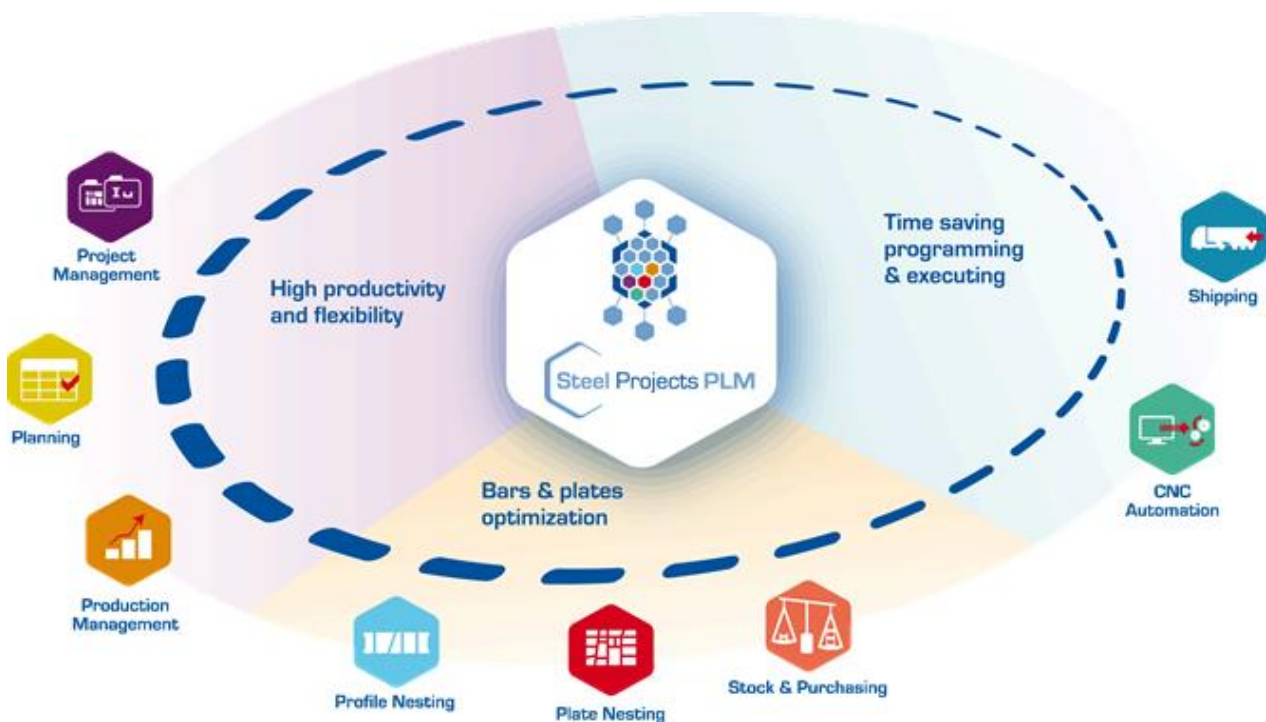 Project
Management
High productivity
and flexibility
Time saving
programming
& executing
Shipping
Steel Projects PLM
Planning
Bars & plates
optimization
CNC
Automation
Production
Management
Profile Nesting
Plate Nesting
Stock & Purchasing